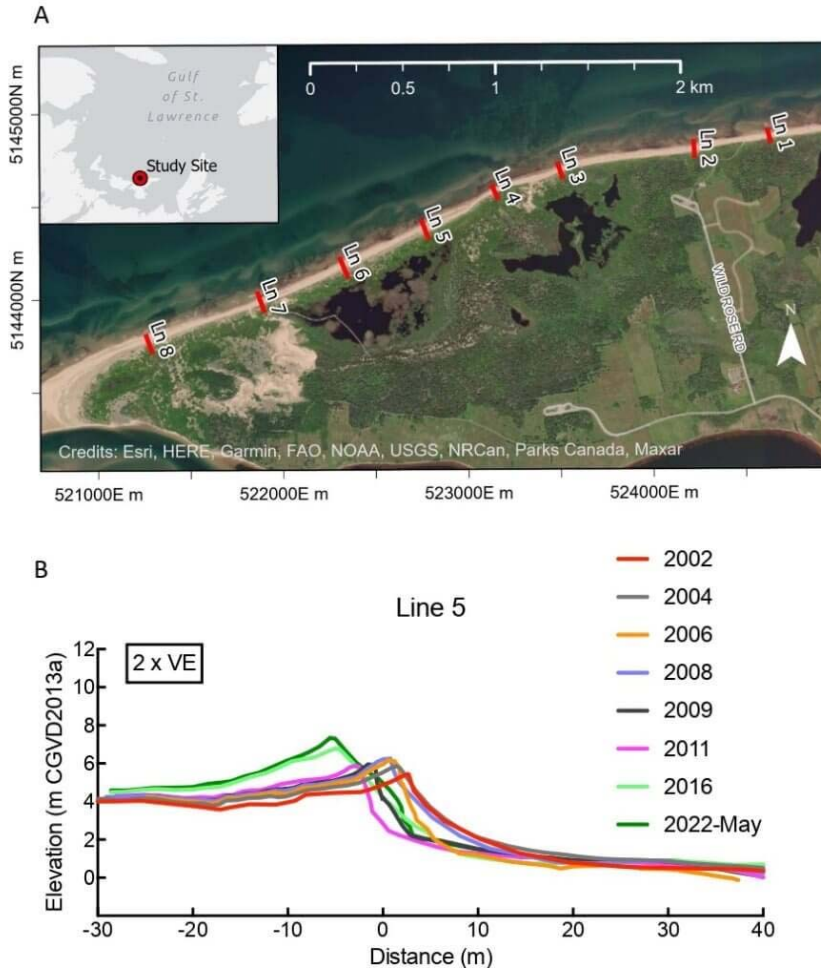 A
Gulf
of St.
Lawrence
Study Site
0
0.5
1
2 km
5145000N m
5144000N m
Ln 1
Ln 2
Ln 3
Ln 4
Ln 5
Ln 6
Ln 7
Ln 8
WILD ROSE RD
N
Credits: Esri, HERE, Garmin, FAO, NOAA, USGS, NRCan, Parks Canada, Maxar
521000E m
522000E m
523000E m
524000E m
B
Line 5
2 x VE
2002
2004
2006
2008
2009
2011
2016
2022-May
Elevation (m CGVD2013a)
12
10
8
6
4
2
0
-30
-20
-10
0
10
20
30
40
Distance (m)